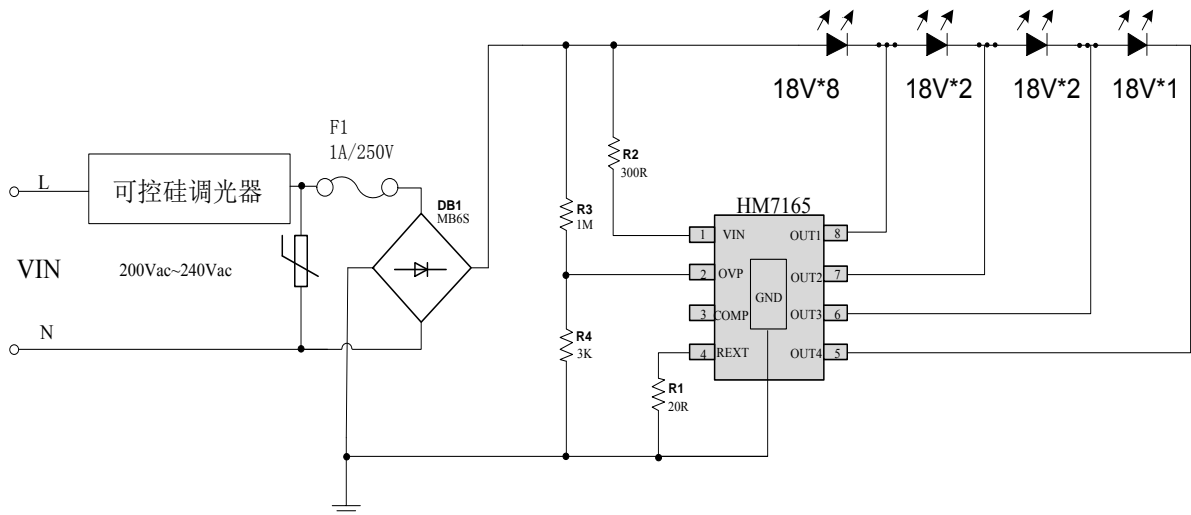 18V*8
18V*2
18V*2
18V*1
F1
1A/250V
R2
300R
L
可控硅调光器
DB1
MB6S
R3
1M
HM7165
1
VIN
OUT1
8
VIN
200Vac~240Vac
2
OVP
OUT2
7
GND
3
COMP
OUT3
6
N
R4
3K
4
REXT
OUT4
5
R1
20R